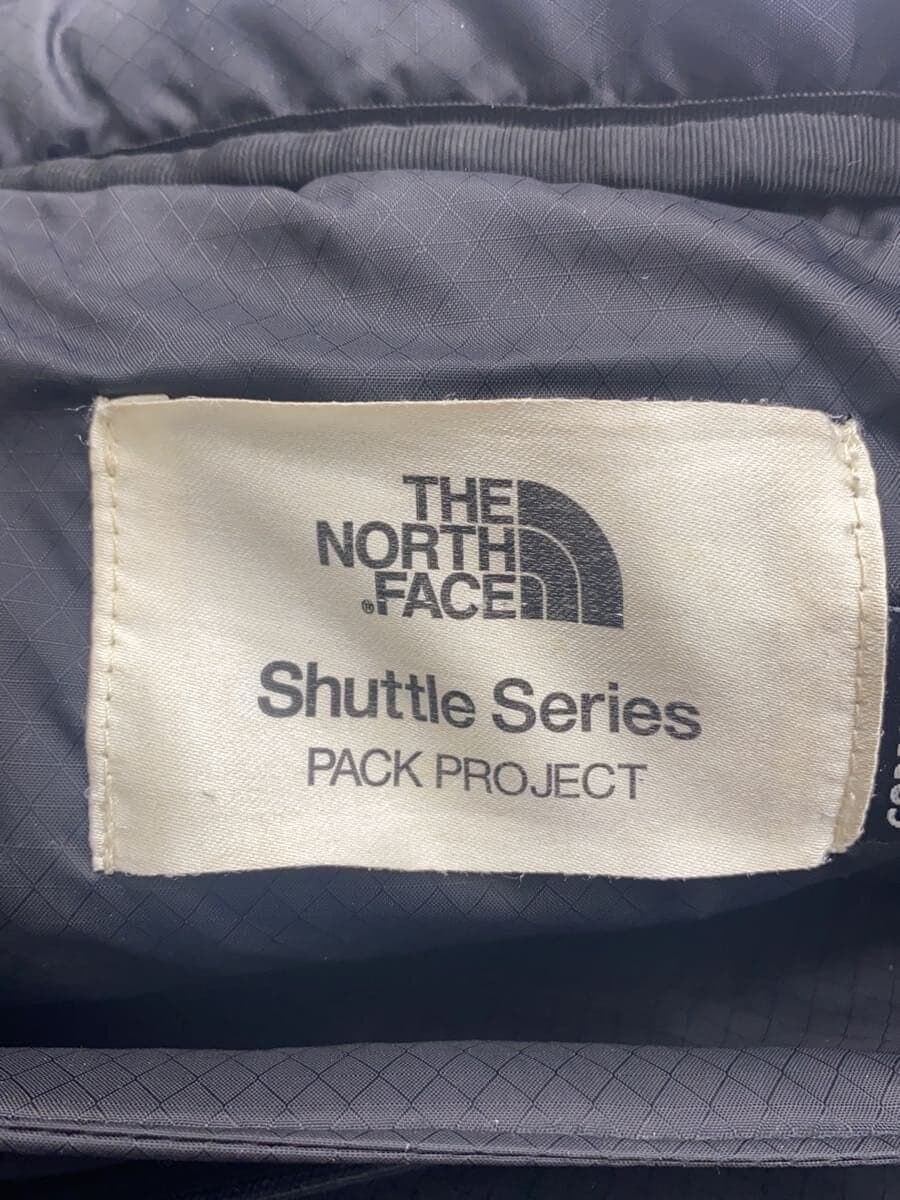 THE
NORTH
®FACE
Shuttle Series
PACK PROJECT